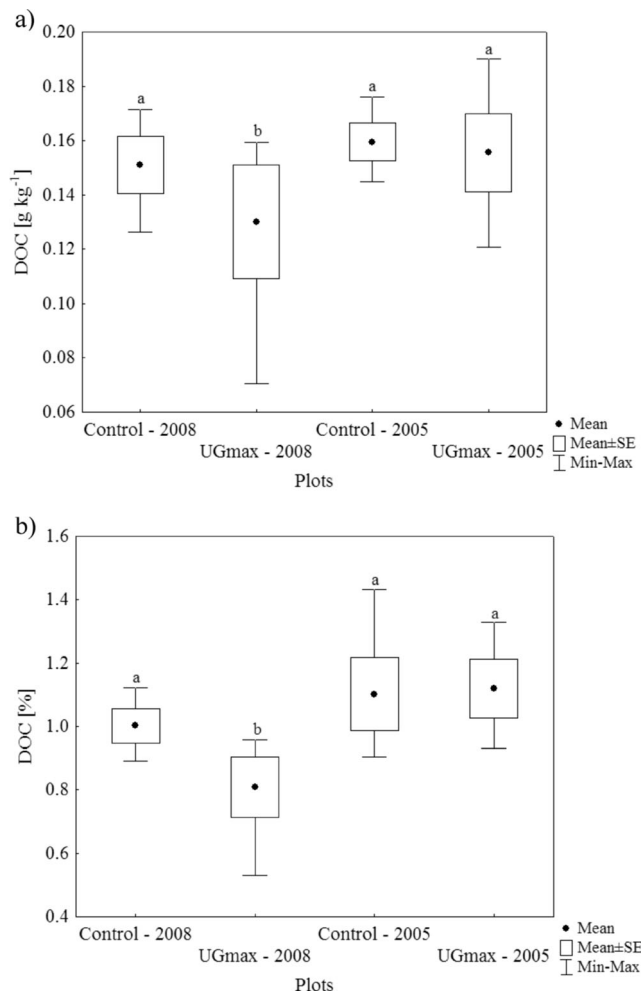 a)
0.20
0.18
0.16
0.14
0.12
0.10
0.08
0.06
DOC [g kg⁻¹]
a
b
a
a
Control - 2008
UGmax - 2008
Control - 2005
UGmax - 2005
Plots
Mean
Mean±SE
Min-Max
b)
1.6
1.4
1.2
1.0
0.8
0.6
0.4
DOC [%]
a
b
a
a
Control - 2008
UGmax - 2008
Control - 2005
UGmax - 2005
Plots
Mean
Mean±SE
Min-Max